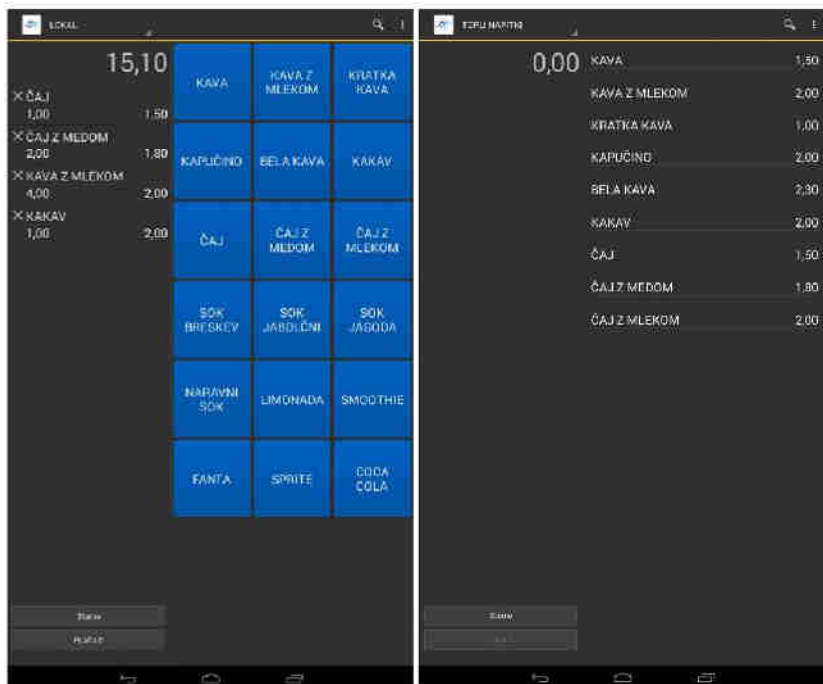 LOKAL
15,10
× ČAJ
1,00 1,50
× ČAJ Z MEDOM
2,00 1,80
× KAVA Z MLEKOM
4,00 2,00
× KAKAV
1,00 2,00
KAVA
KAVA Z
MLEKOM
KRATKA
KAVA
KAPUČINO
BELA KAVA
KAKAV
ČAJ
ČAJ Z
MEDOM
ČAJ Z
MLEKOM
SOK
BRESKEV
SOK
JABOLČNI
SOK
JAGODA
NARAVNI
SOK
LIMONADA
SMOOTHIE
FANTA
SPRITE
COCA
COLA
TOPLI NAPITKI
0,00
KAVA 1,50
KAVA Z MLEKOM 2,00
KRATKA KAVA 1,00
KAPUČINO 2,00
BELA KAVA 2,30
KAKAV 2,00
ČAJ 1,50
ČAJ Z MEDOM 1,80
ČAJ Z MLEKOM 2,00